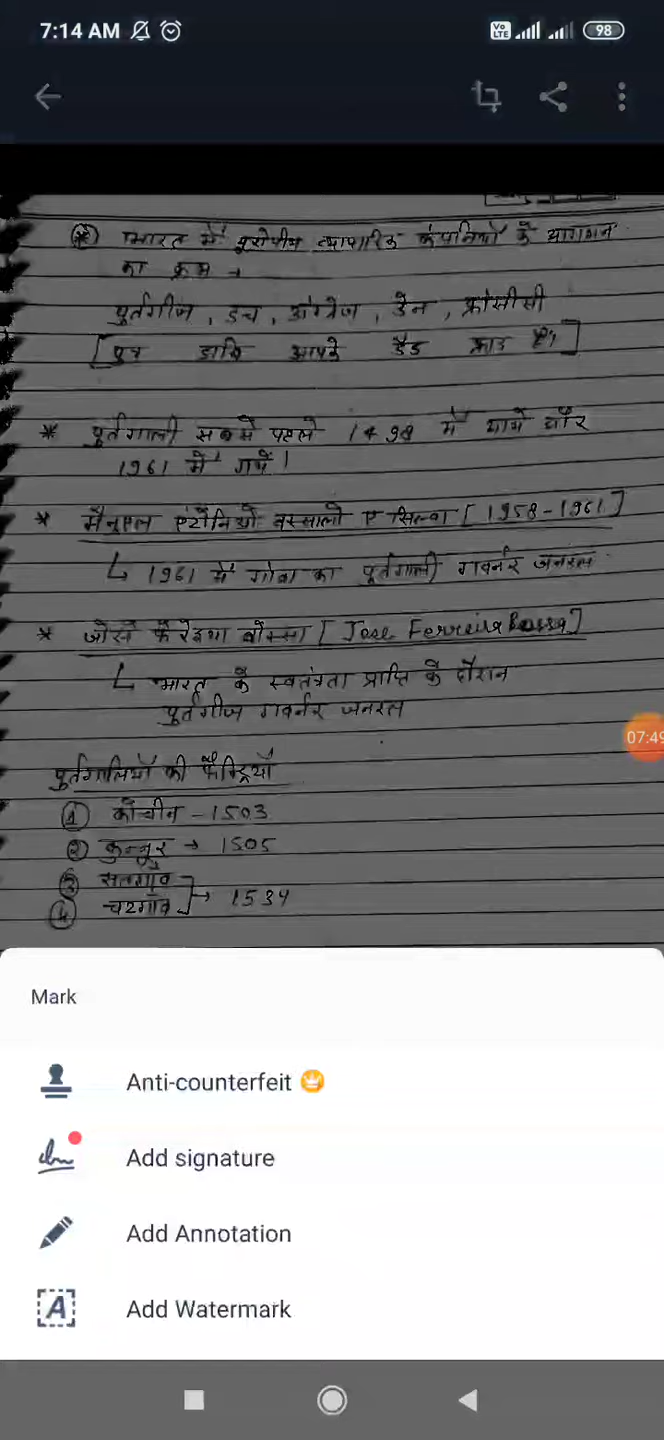 7:14 AM
Vo LTE 98
(*) भारत में यूरोपीय व्यापारिक कंपनियों के आगमन
का क्रम →
पुर्तगीज, डच, अंग्रेज, डेन, फ्रांसीसी
[पुत्र डाबि आपके डैड फ्राड है]
* पुर्तगाली सबसे पहले 1498 में आये और
1961 में गये।
* मैनुएल एंटोनियो वस्सालो ए सिल्वा [1958-1961]
↳ 1961 में गोवा का पुर्तगाली गवर्नर जनरल
* जोसे फेरेइरा बोस्सा [Jose Ferreira Bossa]
↳ भारत के स्वतंत्रता प्राप्ति के दौरान
पुर्तगीज गवर्नर जनरल
07:49
पुर्तगालियों की फैक्ट्रियाँ
① कोचीन - 1503
② कुन्नूर → 1505
③ सतगाँव
④ चटगाँव ] → 1534
Mark
Anti-counterfeit
Add signature
Add Annotation
A Add Watermark